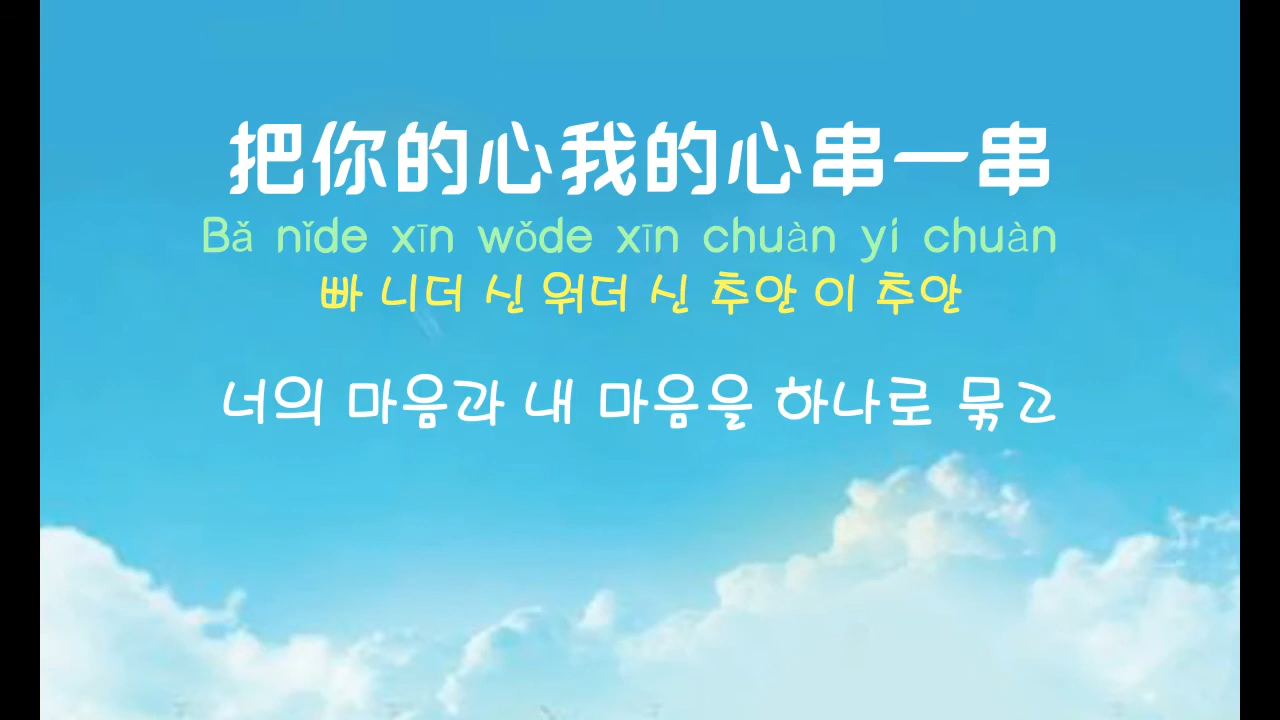 把你的心我的心串一串
Bǎ nǐde xīn wǒde xīn chuàn yí chuàn
빠 니더 신 워더 신 추안 이 추안
너의 마음과 내 마음을 하나로 묶고